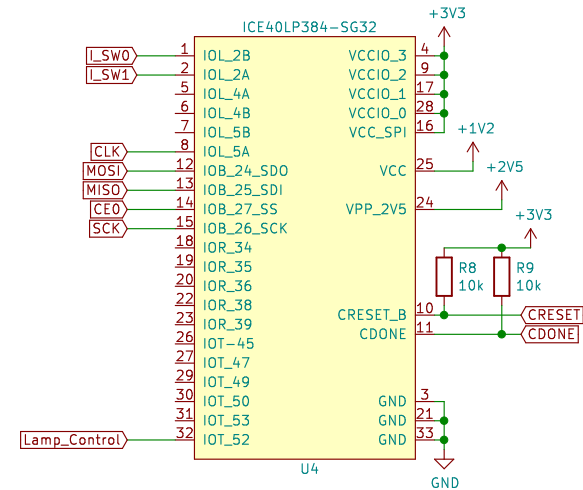 +3V3
ICE40LP384-SG32
I_SW0 1 IOL_2B VCCIO_3 4
I_SW1 2 IOL_2A VCCIO_2 9
5 IOL_4A VCCIO_1 17
6 IOL_4B VCCIO_0 28
7 IOL_5B VCC_SPI 16
+1V2
CLK 8 IOL_5A
MOSI 12 IOB_24_SDO VCC 25
+2V5
MISO 13 IOB_25_SDI
CE0 14 IOB_27_SS VPP_2V5 24
SCK 15 IOB_26_SCK
+3V3
18 IOR_34
19 IOR_35
R8 R9
20 IOR_36
10k 10k
22 IOR_38
23 IOR_39 CRESET_B 10 CRESET
26 IOT-45 CDONE 11 CDONE
27 IOT_47
29 IOT_49
30 IOT_50 GND 3
31 IOT_53 GND 21
Lamp_Control 32 IOT_52 GND 33
U4
GND